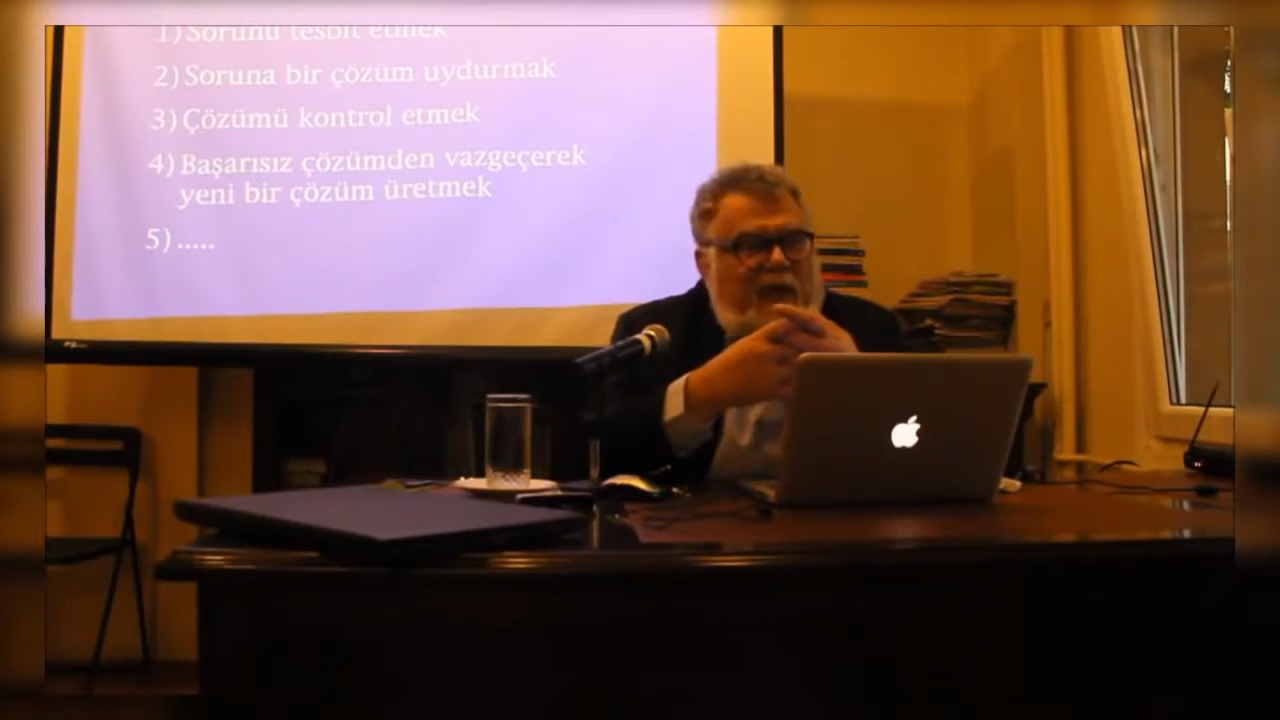 1) Sorunu tesbit etmek
2) Soruna bir çözüm uydurmak
3) Çözümü kontrol etmek
4) Başarısız çözümden vazgeçerek
yeni bir çözüm üretmek
5) .....